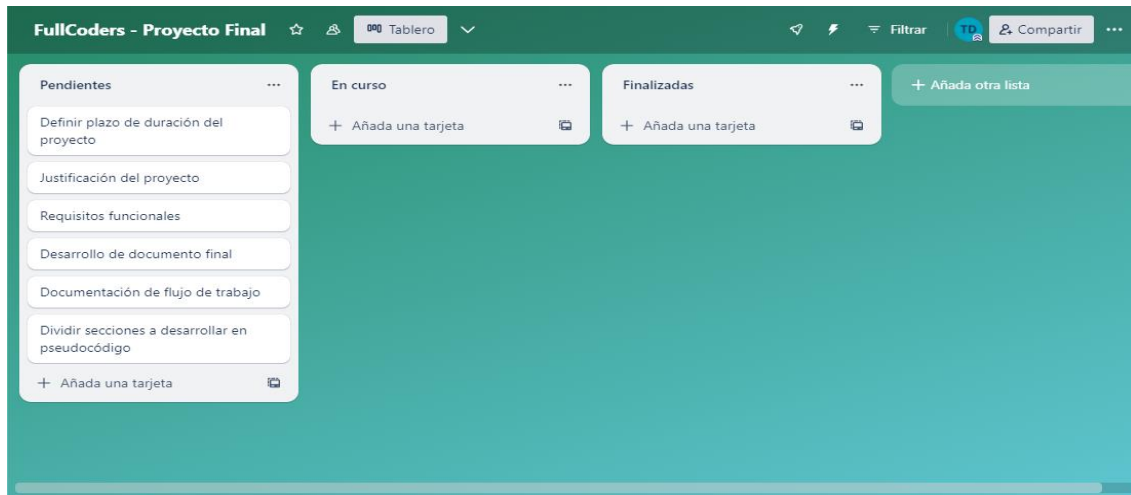 FullCoders - Proyecto Final
Tablero
Filtrar
TD
Compartir
Pendientes
Definir plazo de duración del
proyecto
Justificación del proyecto
Requisitos funcionales
Desarrollo de documento final
Documentación de flujo de trabajo
Dividir secciones a desarrollar en
pseudocódigo
+ Añada una tarjeta
En curso
+ Añada una tarjeta
Finalizadas
+ Añada una tarjeta
+ Añada otra lista